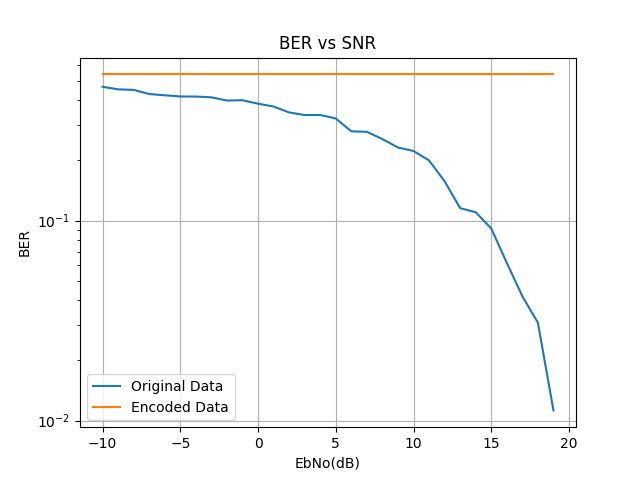 BER vs SNR
BER
10⁻¹
10⁻²
Original Data
Encoded Data
−10 −5 0 5 10 15 20
EbNo(dB)